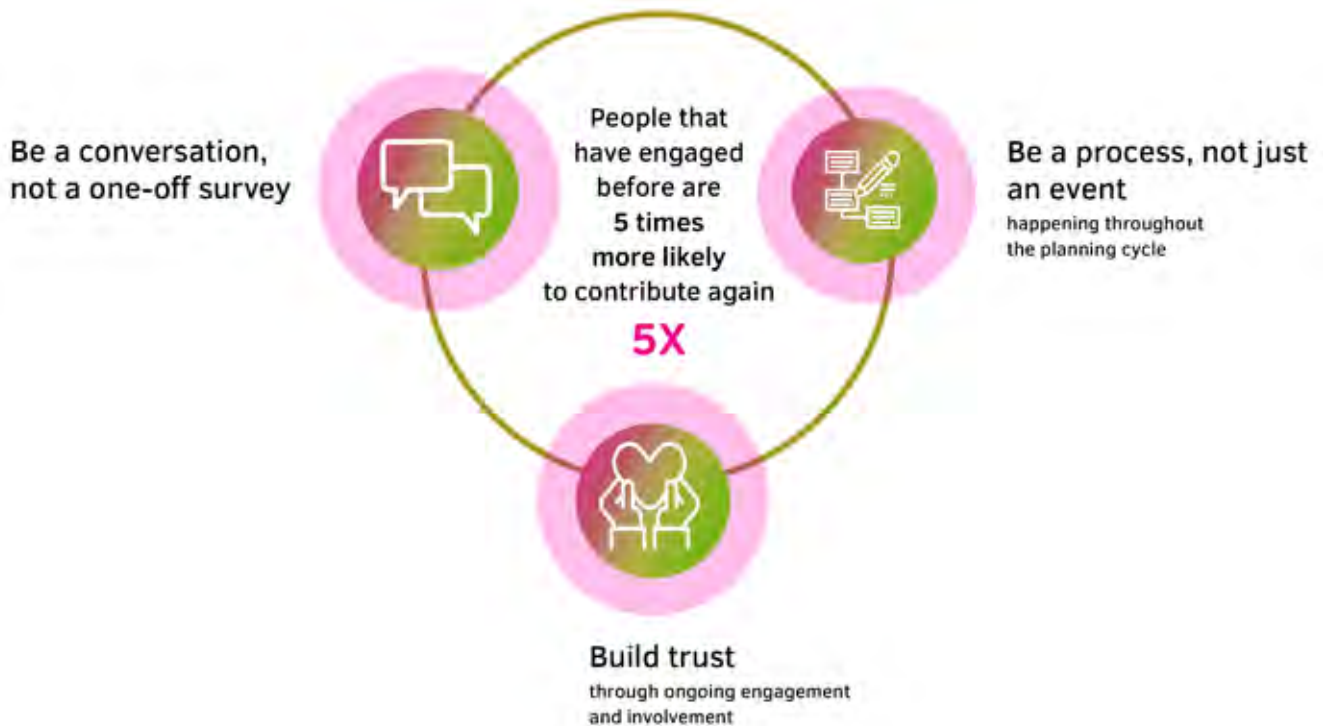 Be a conversation,
not a one-off survey
People that
have engaged
before are
5 times
more likely
to contribute again
5X
Be a process, not just
an event
happening throughout
the planning cycle
Build trust
through ongoing engagement
and involvement